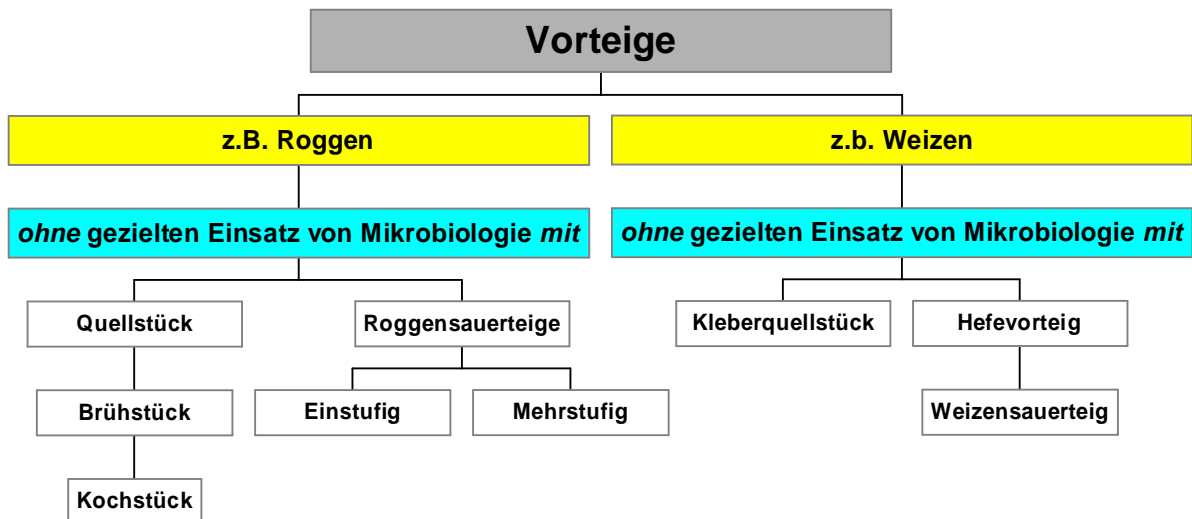 Vorteige
z.B. Roggen
z.b. Weizen
ohne gezielten Einsatz von Mikrobiologie mit
ohne gezielten Einsatz von Mikrobiologie mit
Quellstück
Roggensauerteige
Kleberquellstück
Hefevorteig
Brühstück
Einstufig
Mehrstufig
Weizensauerteig
Kochstück